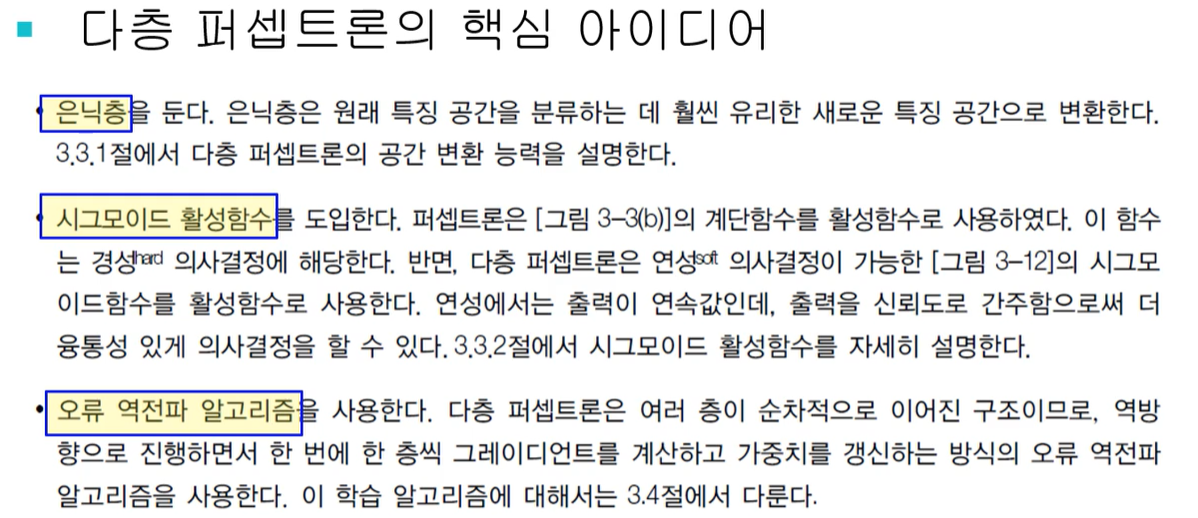 다층 퍼셉트론의 핵심 아이디어
• 은닉층을 둔다. 은닉층은 원래 특징 공간을 분류하는 데 훨씬 유리한 새로운 특징 공간으로 변환한다.
3.3.1절에서 다층 퍼셉트론의 공간 변환 능력을 설명한다.
• 시그모이드 활성함수를 도입한다. 퍼셉트론은 [그림 3-3(b)]의 계단함수를 활성함수로 사용하였다. 이 함수
는 경성hard 의사결정에 해당한다. 반면, 다층 퍼셉트론은 연성soft 의사결정이 가능한 [그림 3-12]의 시그모
이드함수를 활성함수로 사용한다. 연성에서는 출력이 연속값인데, 출력을 신뢰도로 간주함으로써 더
융통성 있게 의사결정을 할 수 있다. 3.3.2절에서 시그모이드 활성함수를 자세히 설명한다.
• 오류 역전파 알고리즘을 사용한다. 다층 퍼셉트론은 여러 층이 순차적으로 이어진 구조이므로, 역방
향으로 진행하면서 한 번에 한 층씩 그레이디언트를 계산하고 가중치를 갱신하는 방식의 오류 역전파
알고리즘을 사용한다. 이 학습 알고리즘에 대해서는 3.4절에서 다룬다.